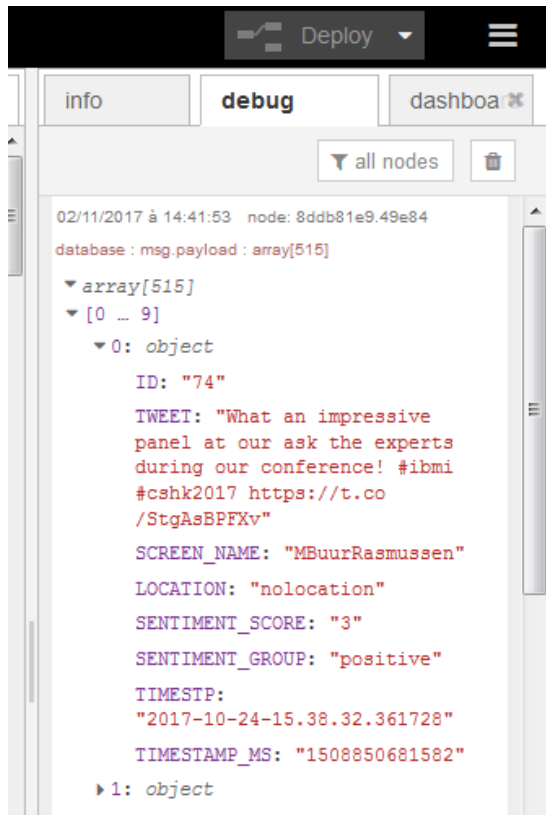 Deploy
info
debug
dashboar
all nodes
02/11/2017 à 14:41:53 node: 8ddb81e9.49e84
database : msg.payload : array[515]
array[515]
[0 … 9]
0: object
ID: "74"
TWEET: "What an impressive
panel at our ask the experts
during our conference! #ibmi
#cshk2017 https://t.co
/StgAsBPFXv"
SCREEN_NAME: "MBuurRasmussen"
LOCATION: "nolocation"
SENTIMENT_SCORE: "3"
SENTIMENT_GROUP: "positive"
TIMESTP:
"2017-10-24-15.38.32.361728"
TIMESTAMP_MS: "1508850681582"
1: object